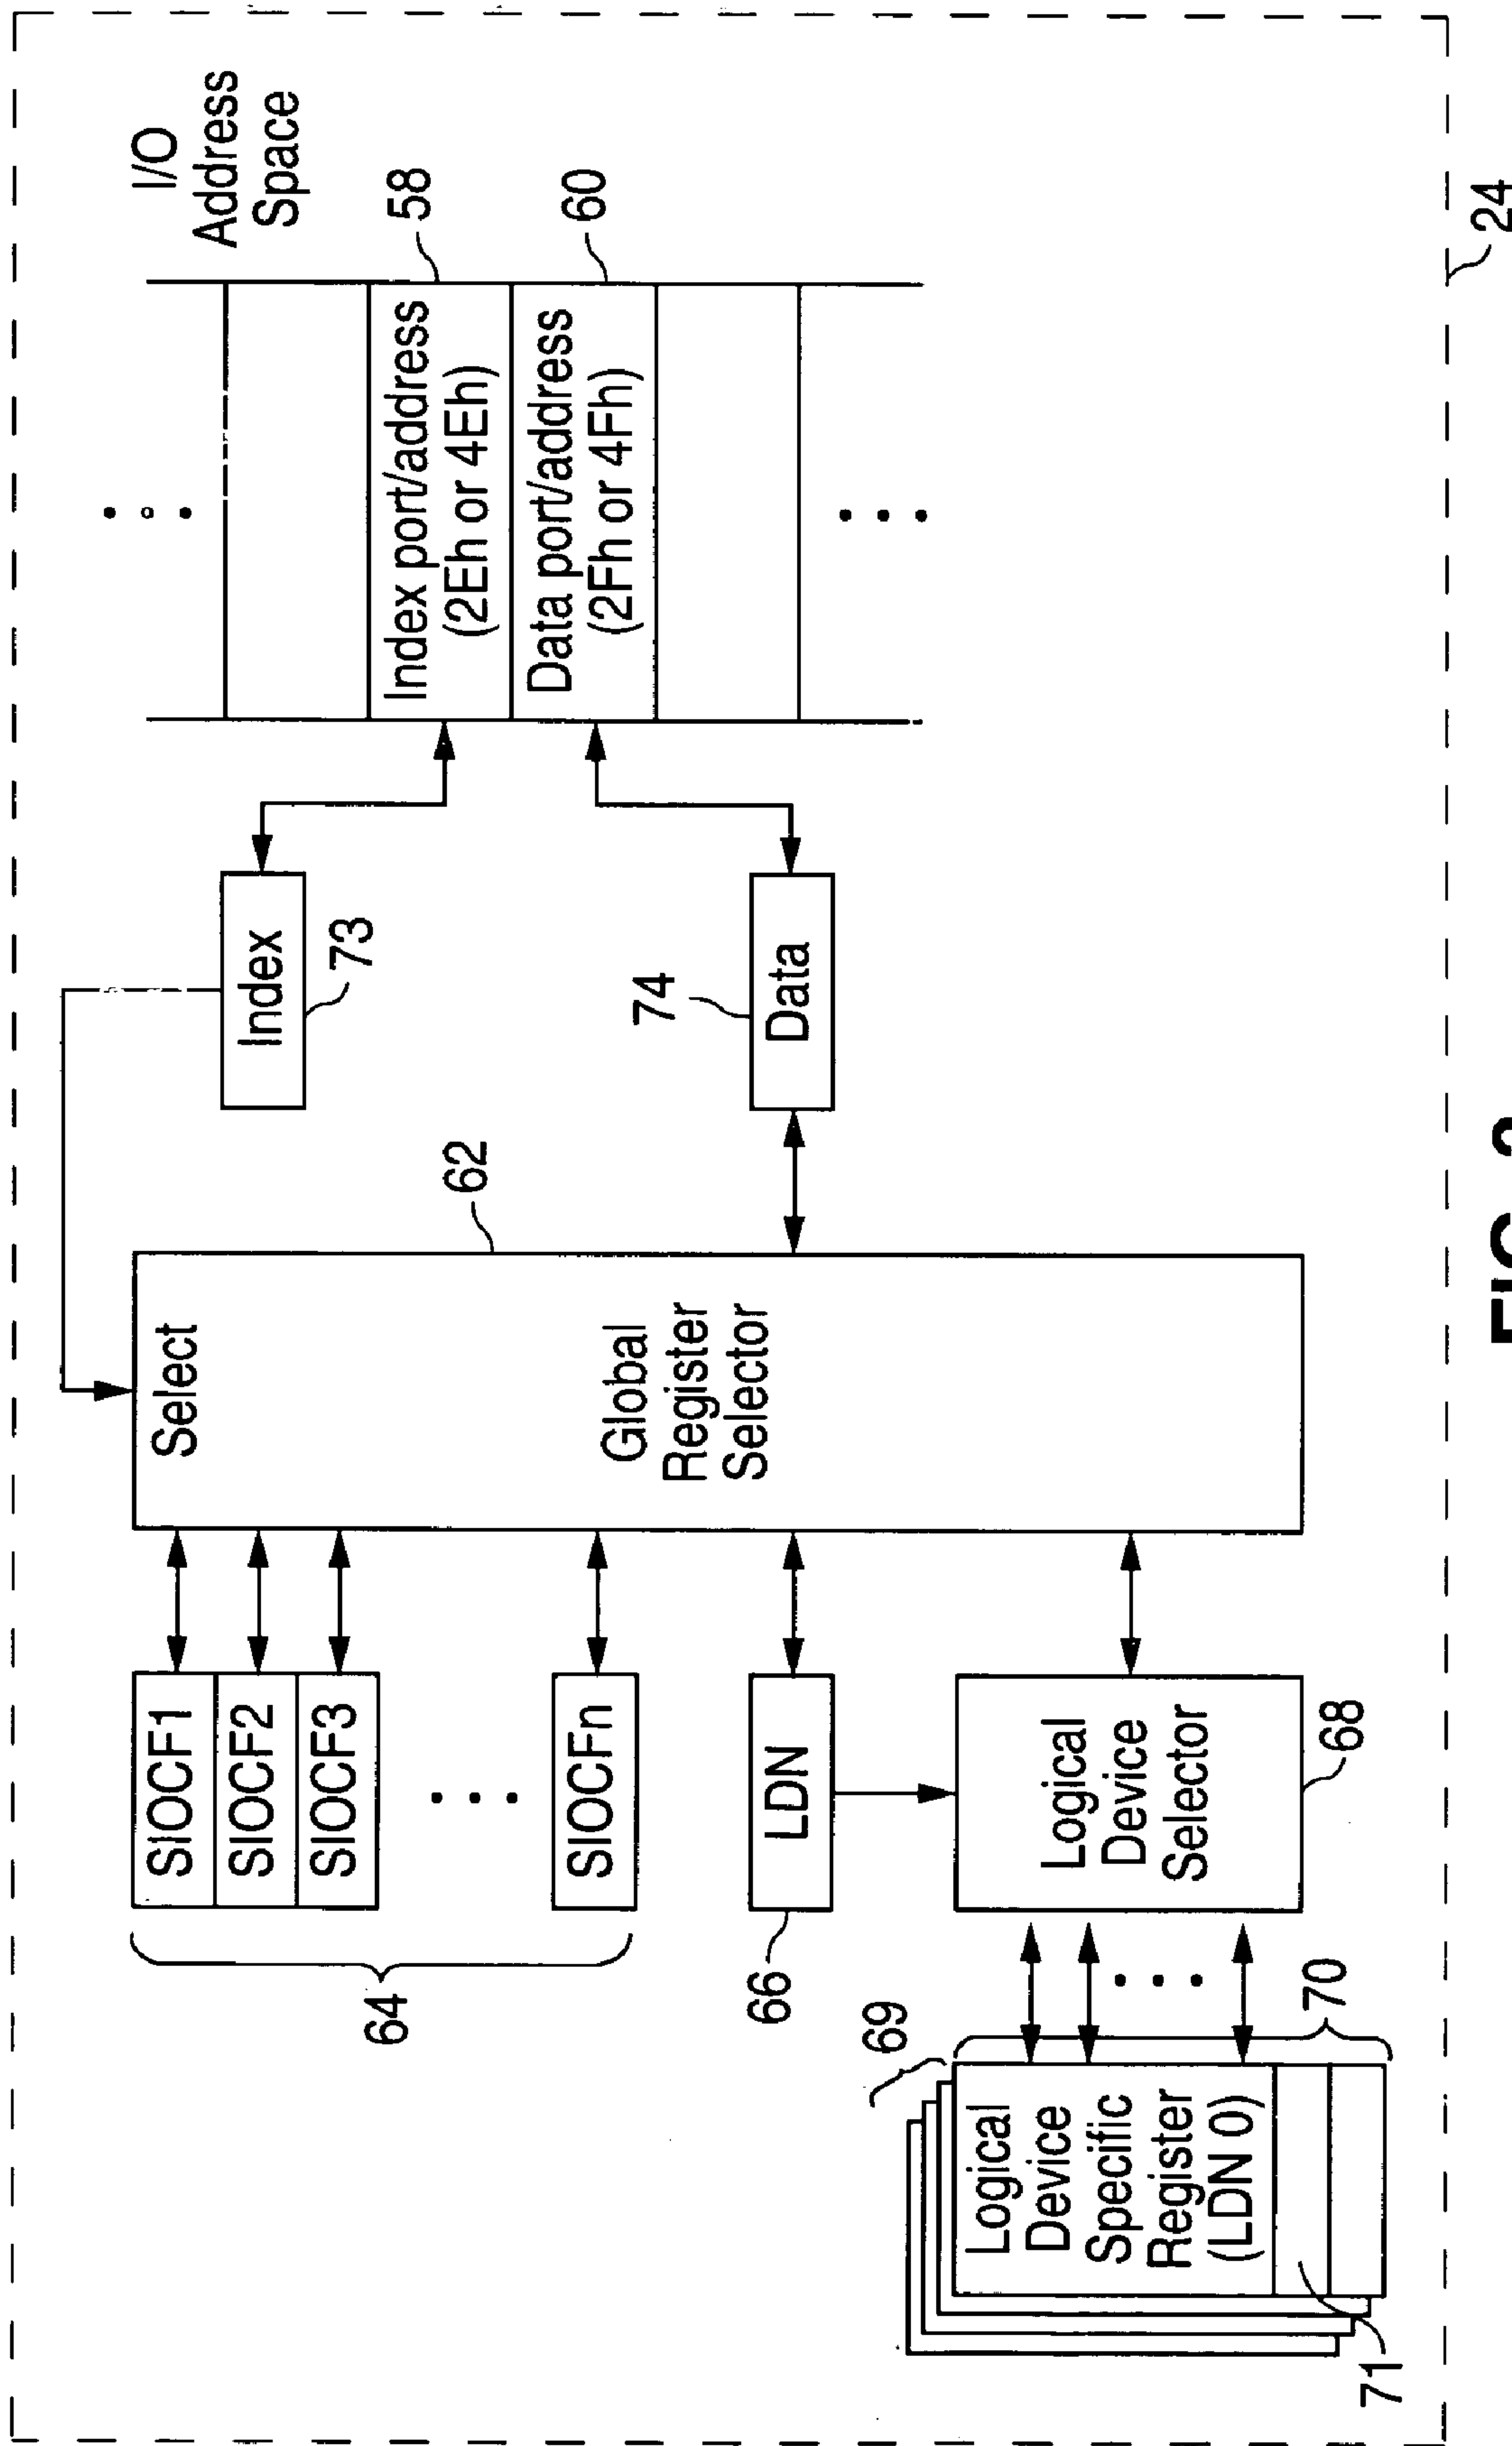 I/O
Address
Space
Index port/address
(2Eh or 4Eh)
58
Data port/address
(2Fh or 4Fh)
60
Index
73
74
Data
62
Select
Global
Register
Selector
SIOCF1
SIOCF2
SIOCF3
SIOCFn
64
LDN
66
Logical
Device
Selector
68
69
70
Logical
Device
Specific
Register
(LDN 0)
71
24
FIG.